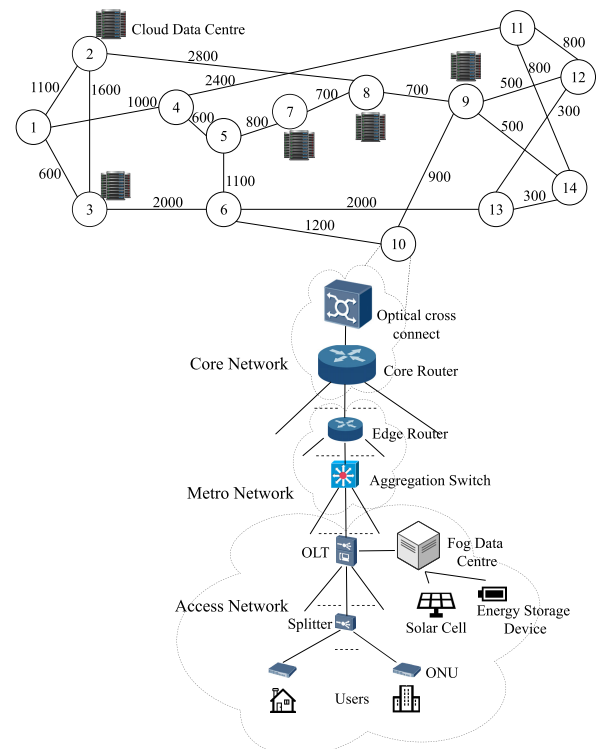 11
Cloud Data Centre
2
800
2800
800
12
8
2400
700
9
500
1100
1600
1000
4
7
700
300
600
1
5
800
500
600
14
1100
900
300
3
2000
6
2000
13
1200
10
Optical cross
connect
Core Network
Core Router
Edge Router
Aggregation Switch
Metro Network
OLT
Fog Data
Centre
Access Network
Energy Storage
Device
Solar Cell
Splitter
ONU
Users